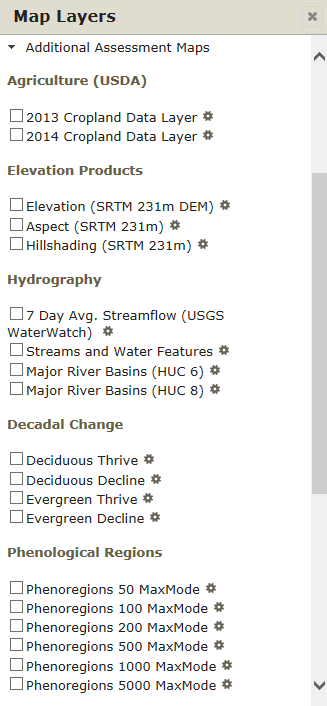 Map Layers
Additional Assessment Maps
Agriculture (USDA)
2013 Cropland Data Layer
2014 Cropland Data Layer
Elevation Products
Elevation (SRTM 231m DEM)
Aspect (SRTM 231m)
Hillshading (SRTM 231m)
Hydrography
7 Day Avg. Streamflow (USGS
WaterWatch)
Streams and Water Features
Major River Basins (HUC 6)
Major River Basins (HUC 8)
Decadal Change
Deciduous Thrive
Deciduous Decline
Evergreen Thrive
Evergreen Decline
Phenological Regions
Phenoregions 50 MaxMode
Phenoregions 100 MaxMode
Phenoregions 200 MaxMode
Phenoregions 500 MaxMode
Phenoregions 1000 MaxMode
Phenoregions 5000 MaxMode